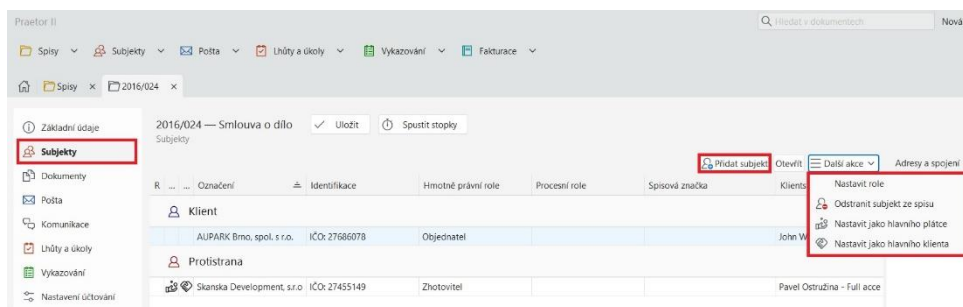 Praetor II
Hledat v dokumentech
Nová
Spisy
Subjekty
Pošta
Lhůty a úkoly
Vykazování
Fakturace
Spisy ×
2016/024 ×
Základní údaje
Subjekty
Dokumenty
Pošta
Komunikace
Lhůty a úkoly
Vykazování
Nastavení účtování
2016/024 — Smlouva o dílo
Uložit
Spustit stopky
Subjekty
Přidat subjekt
Otevřít
Další akce
Adresy a spojení
R ... ... Označení Identifikace Hmotně právní role Procesní role Spisová značka Klients
Klient
AUPARK Brno, spol. s r.o. IČO: 27686078 Objednatel John W
Protistrana
Skanska Development, s.r.o IČO: 27455149 Zhotovitel Pavel Ostružina - Full acce
Nastavit role
Odstranit subjekt ze spisu
Nastavit jako hlavního plátce
Nastavit jako hlavního klienta